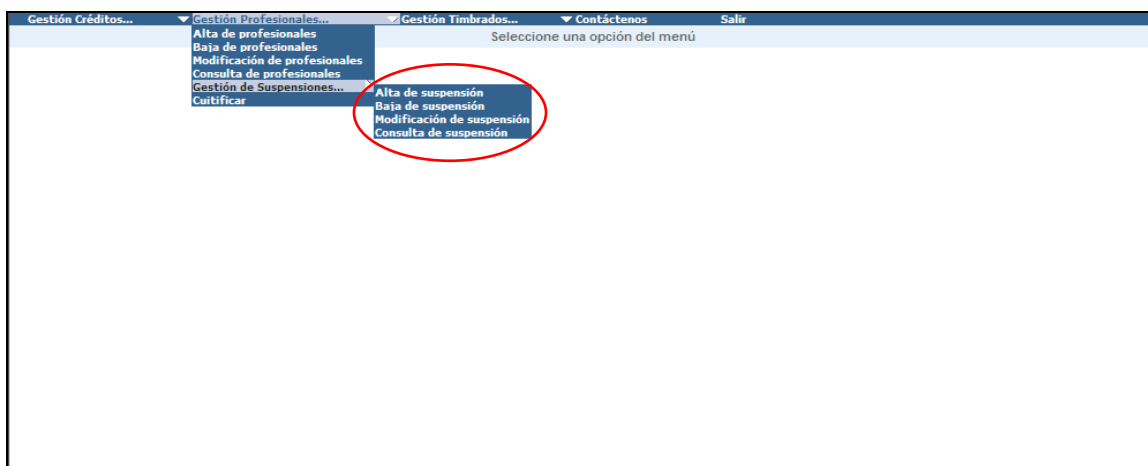 Gestión Créditos... Gestión Profesionales... Gestión Timbrados... Contáctenos Salir
Seleccione una opción del menú
Alta de profesionales
Baja de profesionales
Modificación de profesionales
Consulta de profesionales
Gestión de Suspensiones...
Cuitificar
Alta de suspensión
Baja de suspensión
Modificación de suspensión
Consulta de suspensión